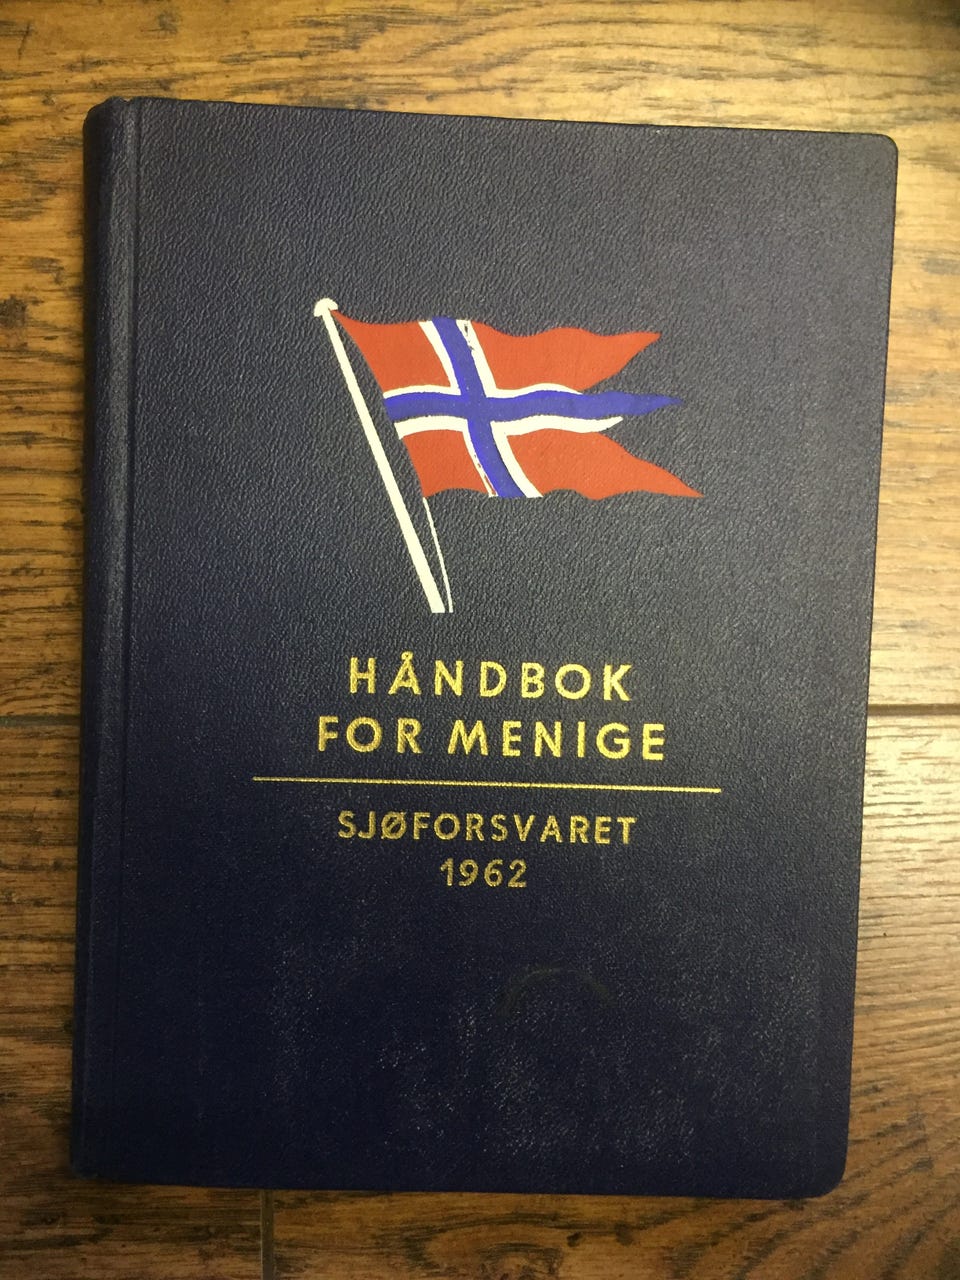 HÅNDBOK
FOR MENIGE
SJØFORSVARET
1962